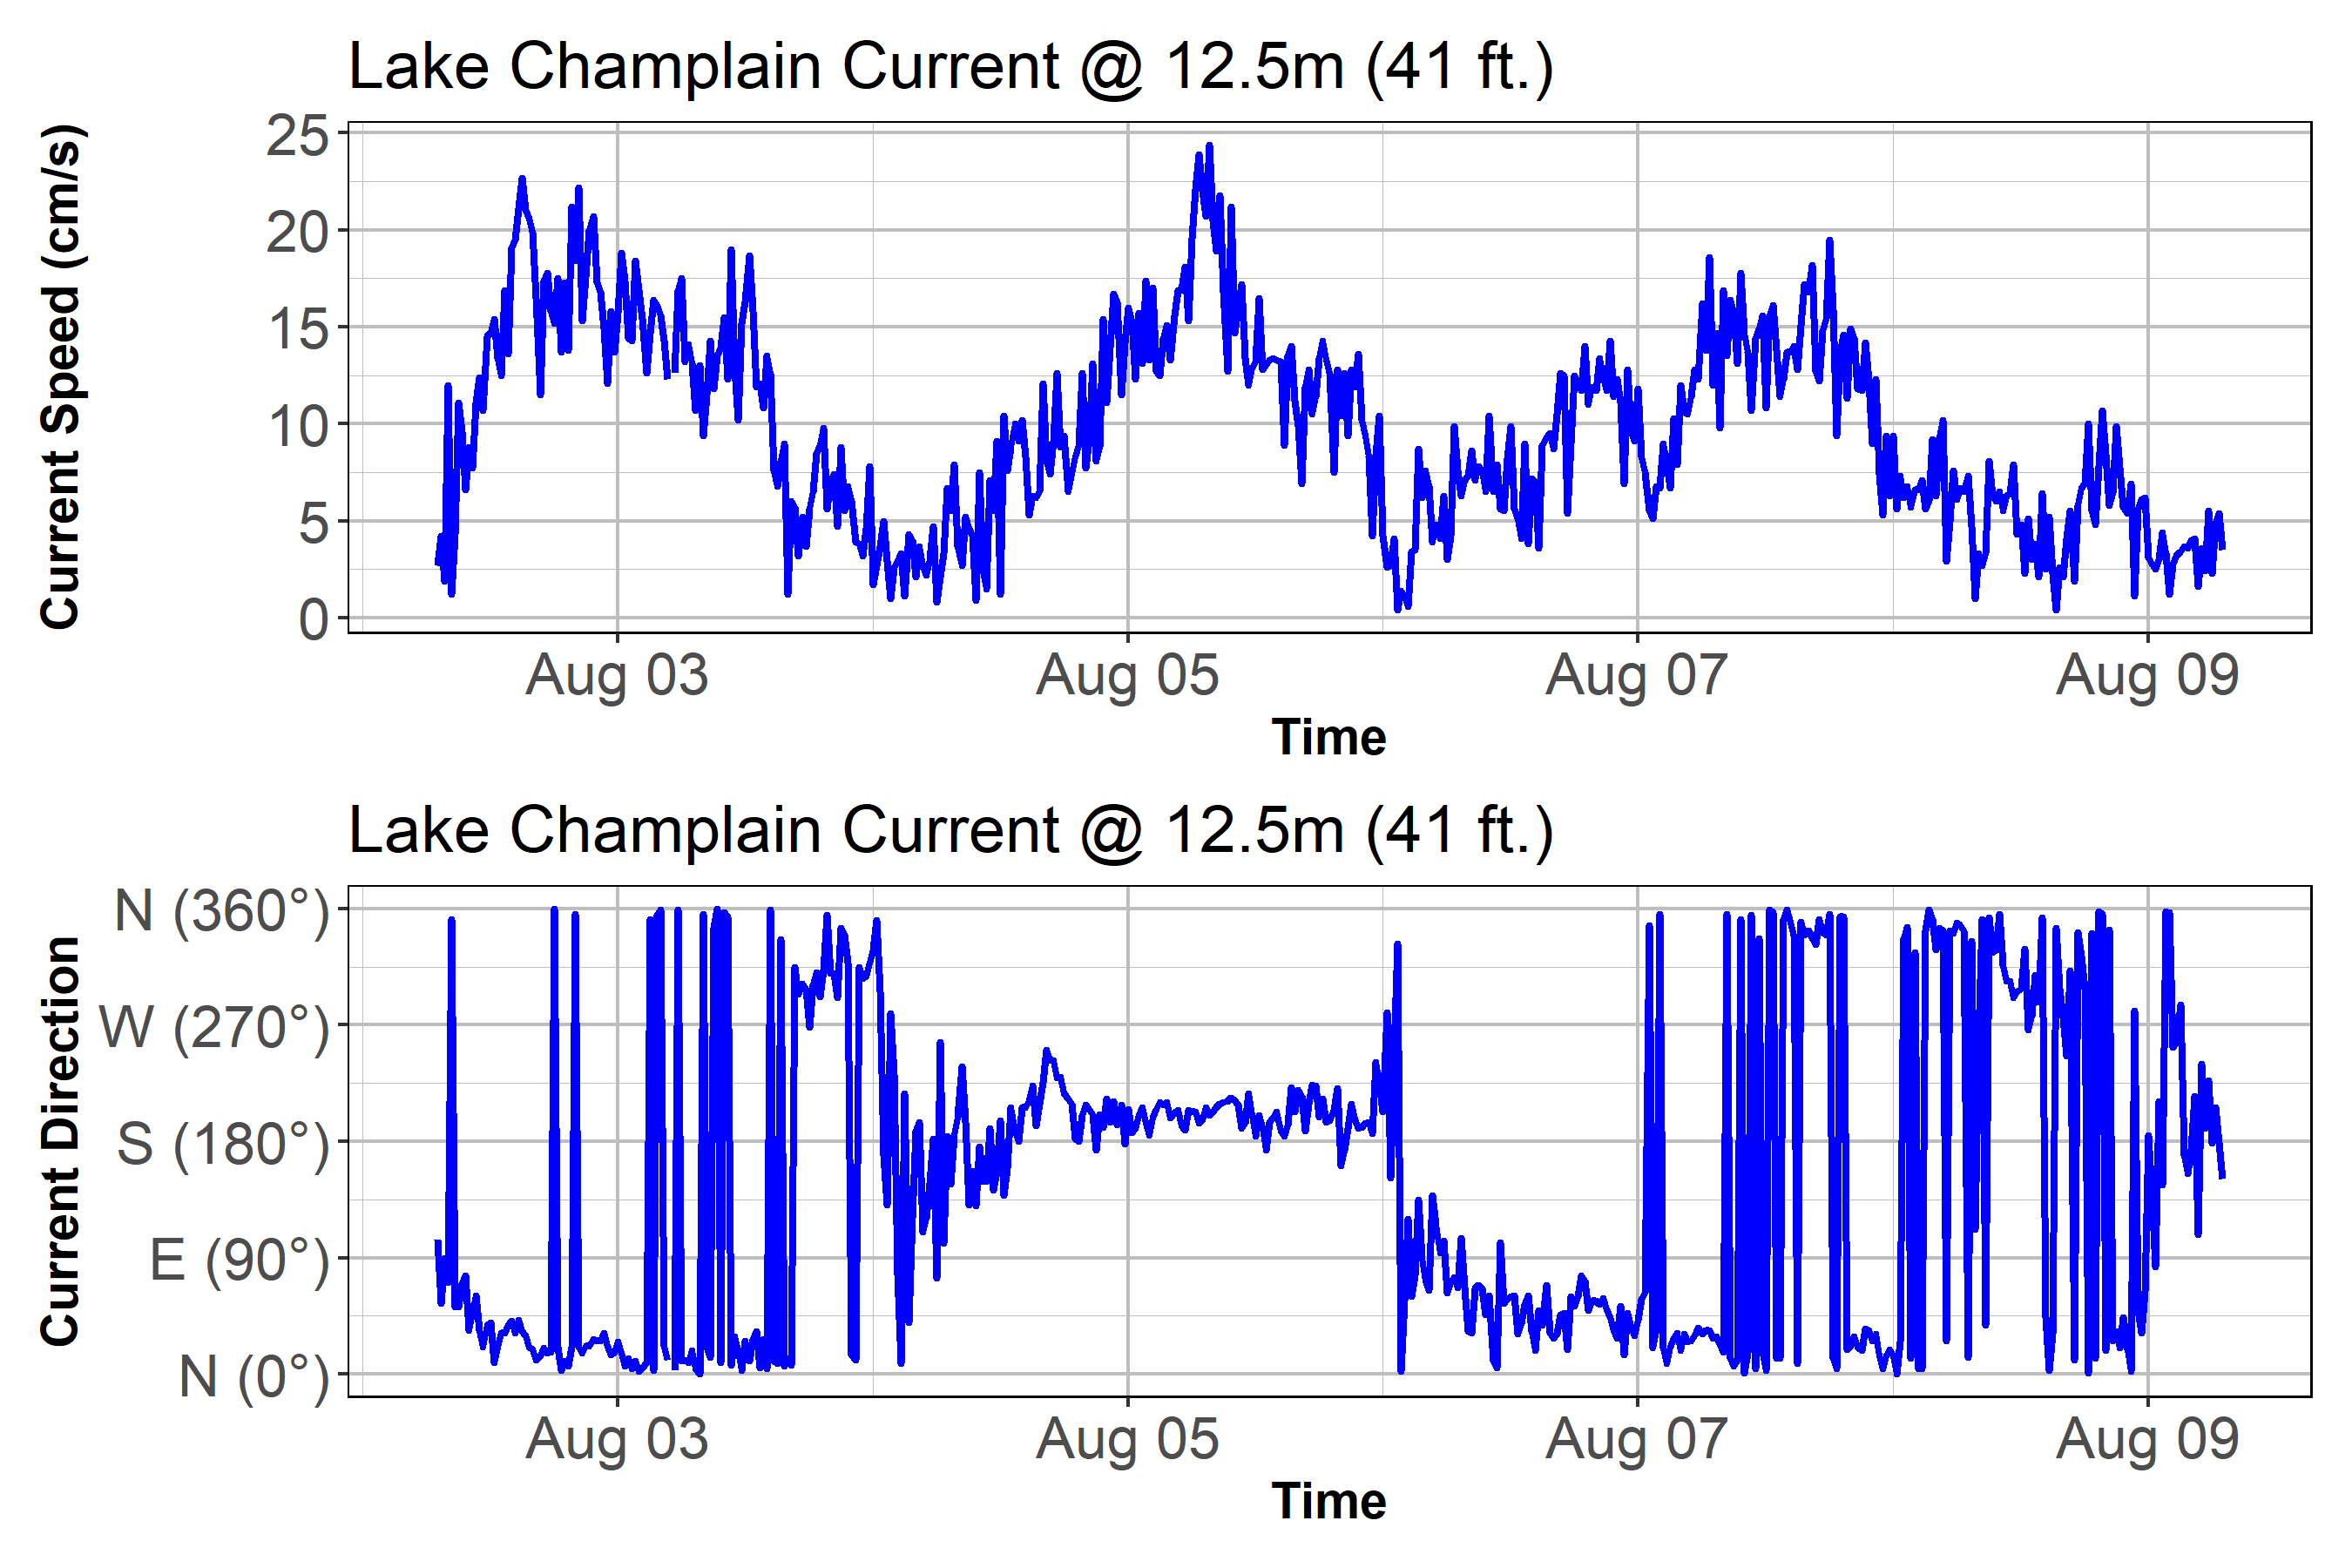 Lake Champlain Current @ 12.5m (41 ft.)
Current Speed (cm/s)
25
20
15
10
5
0
Aug 03 Aug 05 Aug 07 Aug 09
Time
Lake Champlain Current @ 12.5m (41 ft.)
Current Direction
N (360°)
W (270°)
S (180°)
E (90°)
N (0°)
Aug 03 Aug 05 Aug 07 Aug 09
Time